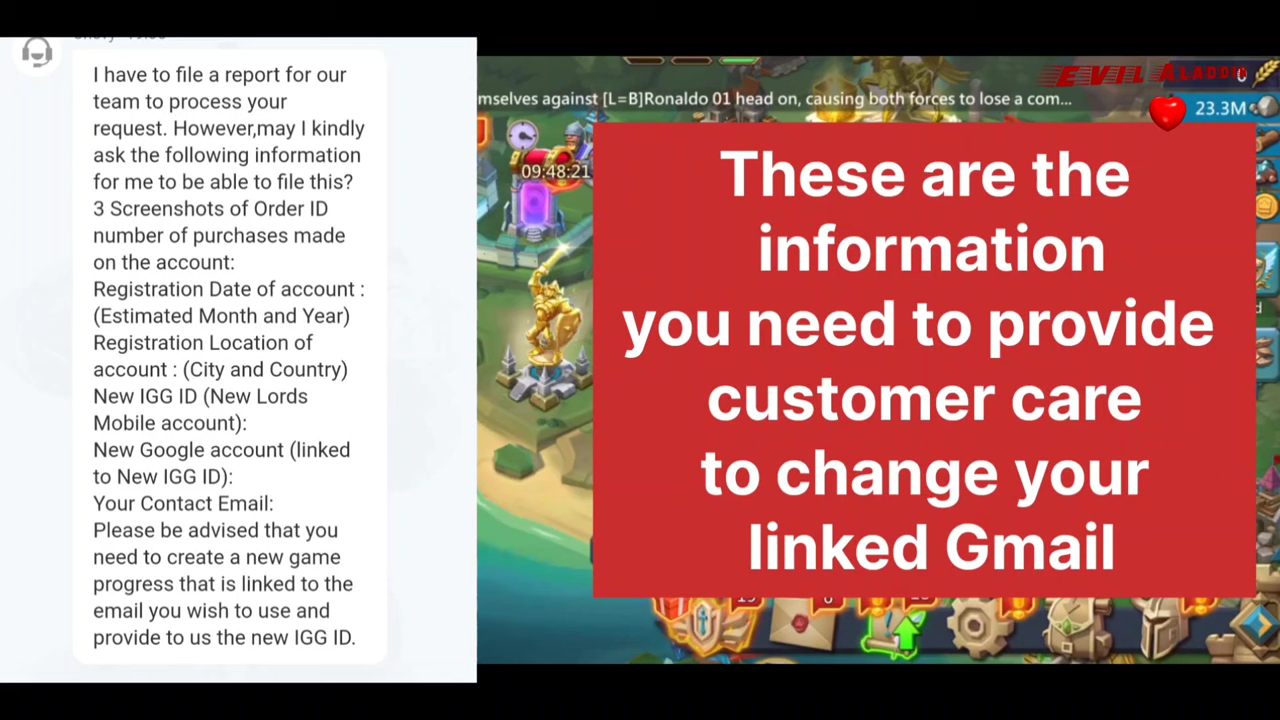 I have to file a report for our
team to process your
request. However,may I kindly
ask the following information
for me to be able to file this?
3 Screenshots of Order ID
number of purchases made
on the account:
Registration Date of account :
(Estimated Month and Year)
Registration Location of
account : (City and Country)
New IGG ID (New Lords
Mobile account):
New Google account (linked
to New IGG ID):
Your Contact Email:
Please be advised that you
need to create a new game
progress that is linked to the
email you wish to use and
provide to us the new IGG ID.
EVIL ALADDIN
0
mselves against [L=B]Ronaldo 01 head on, causing both forces to lose a com...
23.3M
09:48:21
These are the
information
you need to provide
customer care
to change your
linked Gmail